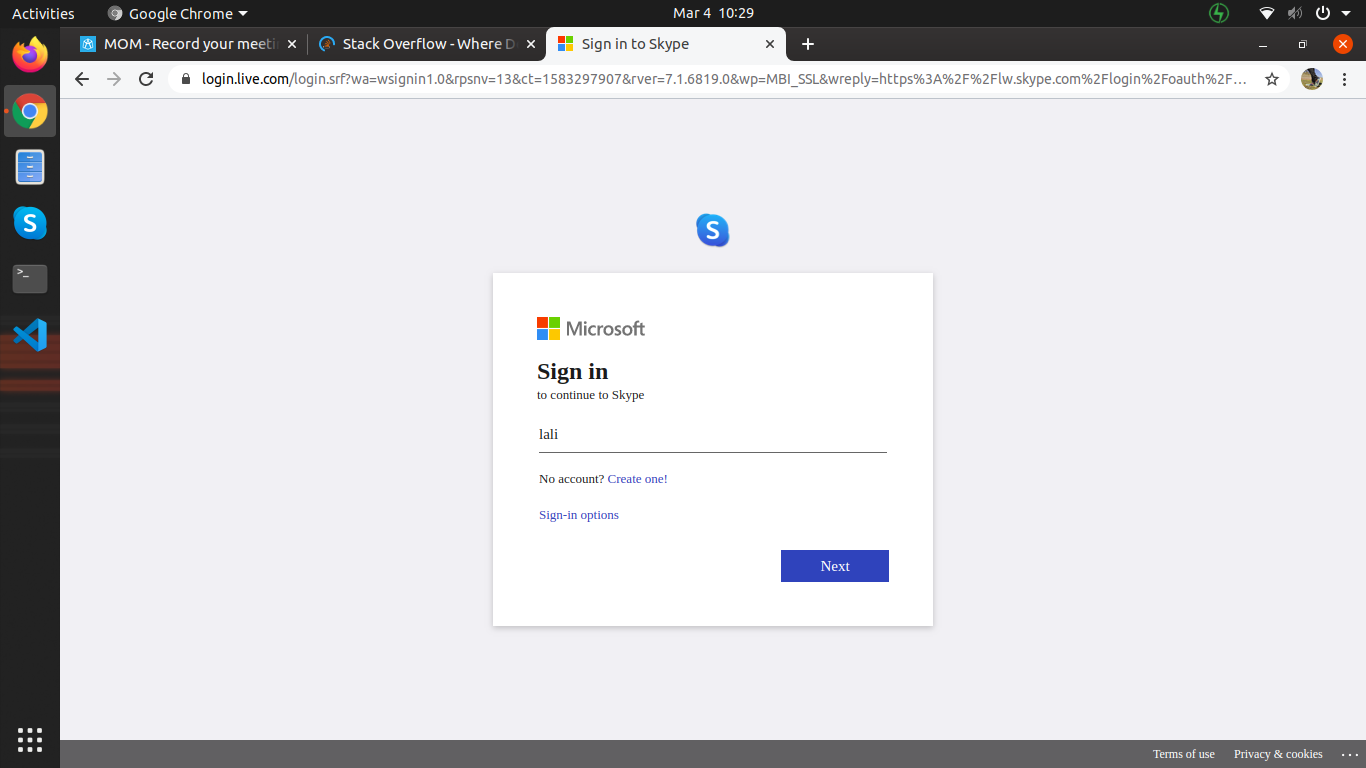 Activities Google Chrome Mar 4 10:29
MOM - Record your meeti Stack Overflow - Where D Sign in to Skype
login.live.com/login.srf?wa=wsignin1.0&rpsnv=13&ct=1583297907&rver=7.1.6819.0&wp=MBI_SSL&wreply=https%3A%2F%2Flw.skype.com%2Flogin%2Foauth%2F...
S
S
>_
Microsoft
Sign in
to continue to Skype
lali
No account? Create one!
Sign-in options
Next
Terms of use Privacy & cookies ...